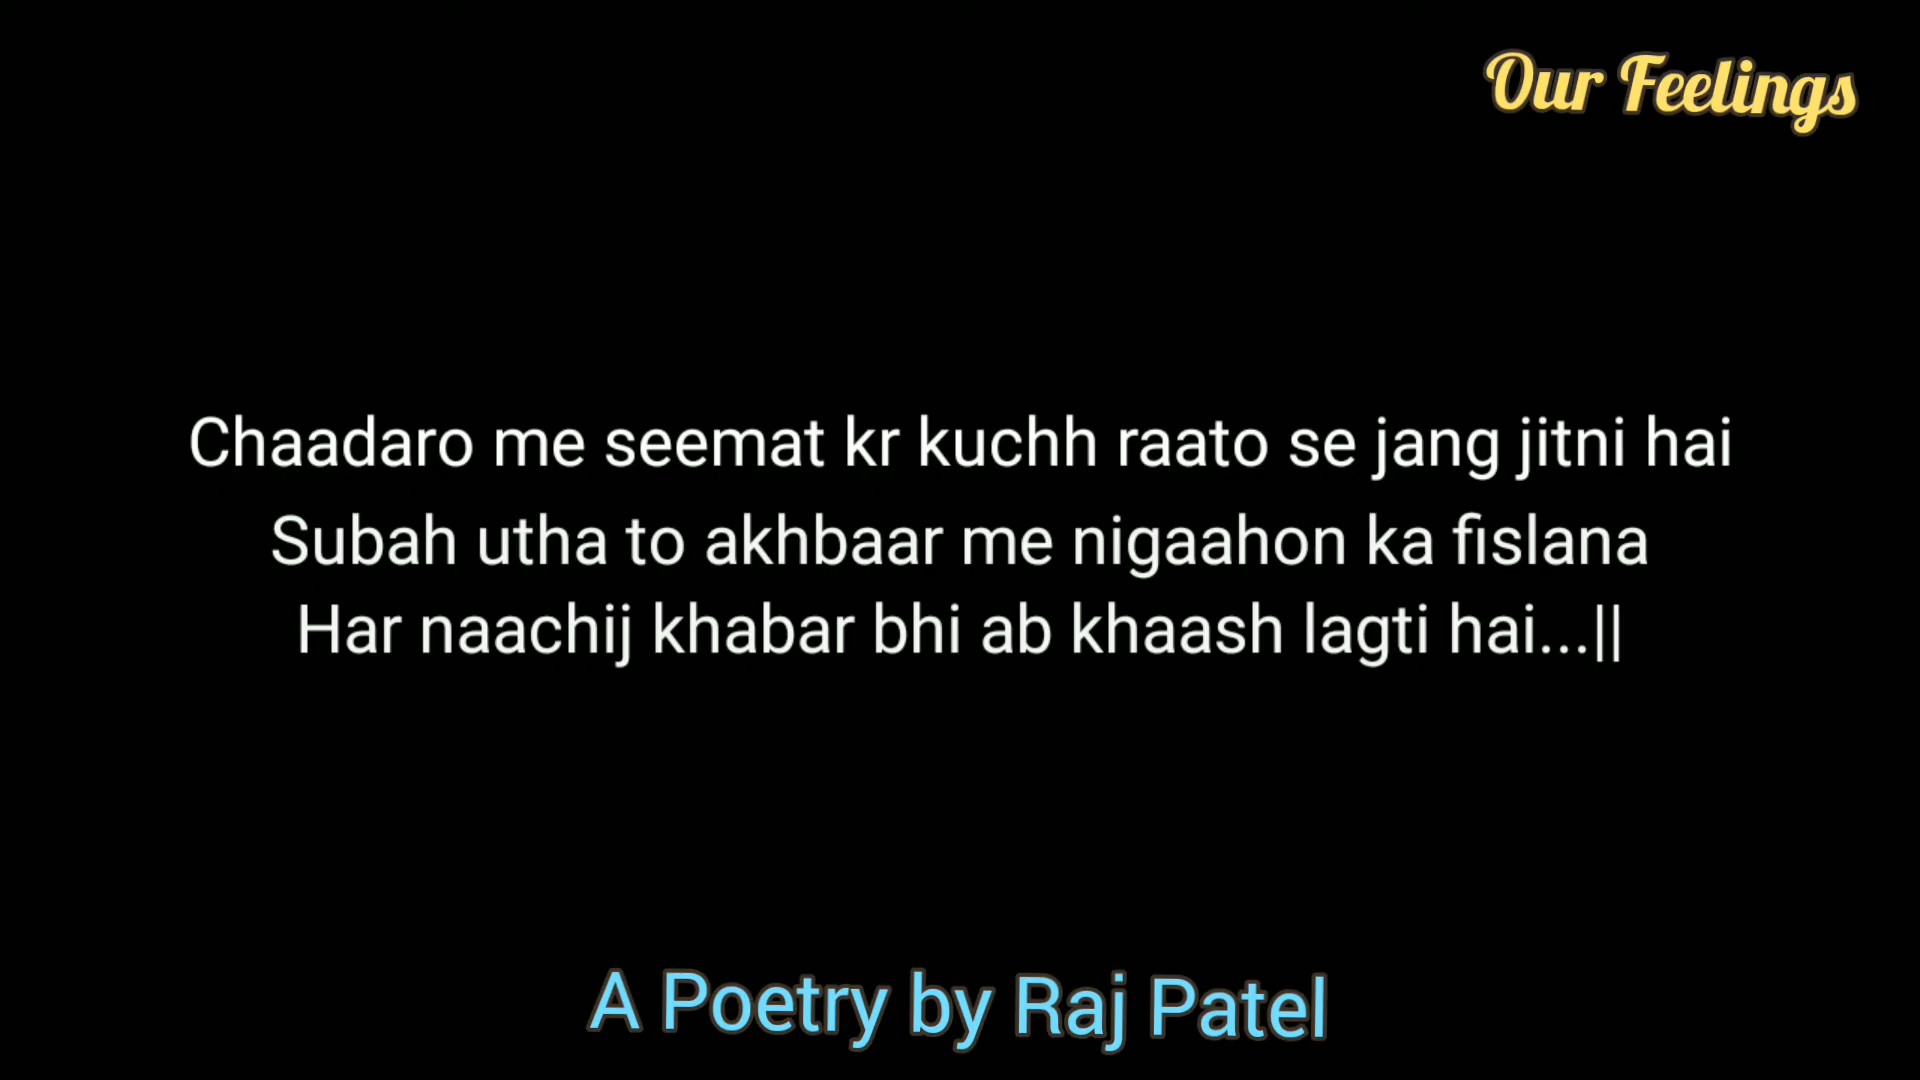 Our Feelings
Chaadaro me seemat kr kuchh raato se jang jitni hai
Subah utha to akhbaar me nigaahon ka fislana
Har naachij khabar bhi ab khaash lagti hai...||
A Poetry by Raj Patel